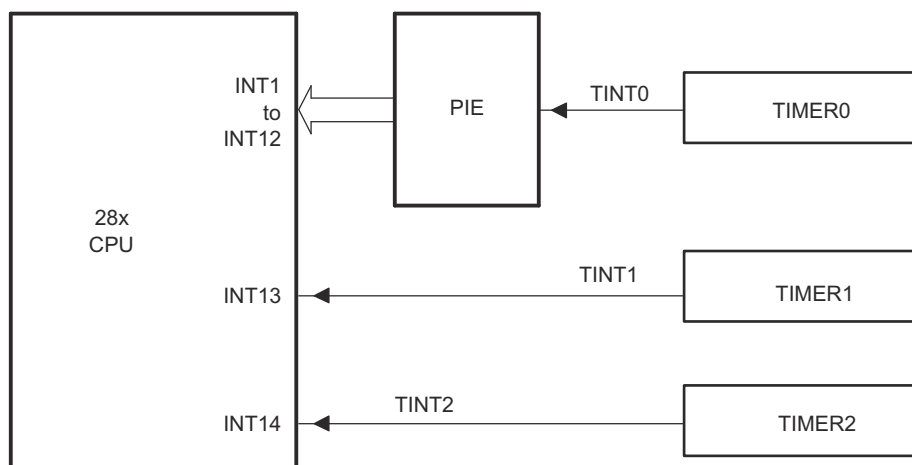 INT1
to
INT12
PIE
TINT0
TIMER0
28x
CPU
INT13
TINT1
TIMER1
INT14
TINT2
TIMER2